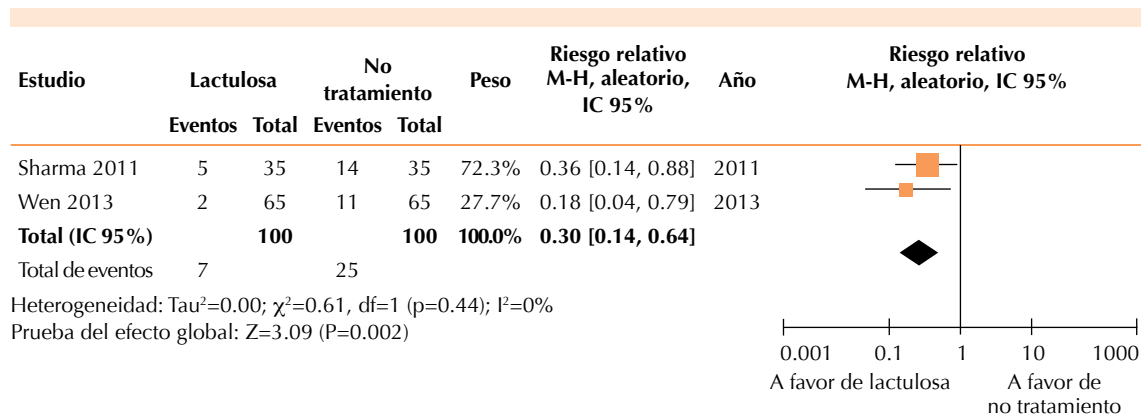 Estudio Lactulosa No tratamiento Peso Riesgo relativo M-H, aleatorio, IC 95% Año Riesgo relativo M-H, aleatorio, IC 95%
Eventos Total Eventos Total
Sharma 2011 5 35 14 35 72.3% 0.36 [0.14, 0.88] 2011
Wen 2013 2 65 11 65 27.7% 0.18 [0.04, 0.79] 2013
Total (IC 95%) 100 100 100.0% 0.30 [0.14, 0.64]
Total de eventos 7 25
Heterogeneidad: Tau²=0.00; χ²=0.61, df=1 (p=0.44); I²=0%
Prueba del efecto global: Z=3.09 (P=0.002)
0.001 0.1 1 10 1000
A favor de lactulosa A favor de no tratamiento